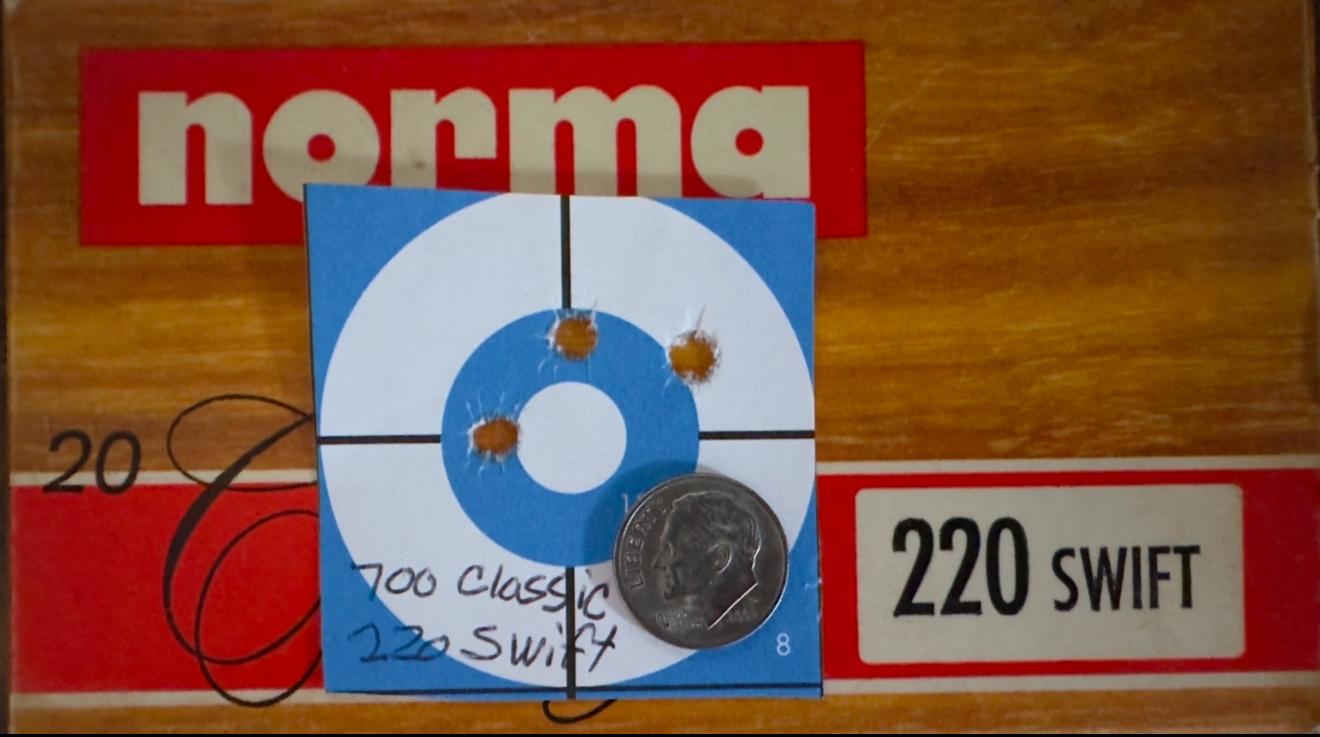 norma
20
700 Classic
220 Swift
LIBERTY
8
220 SWIFT